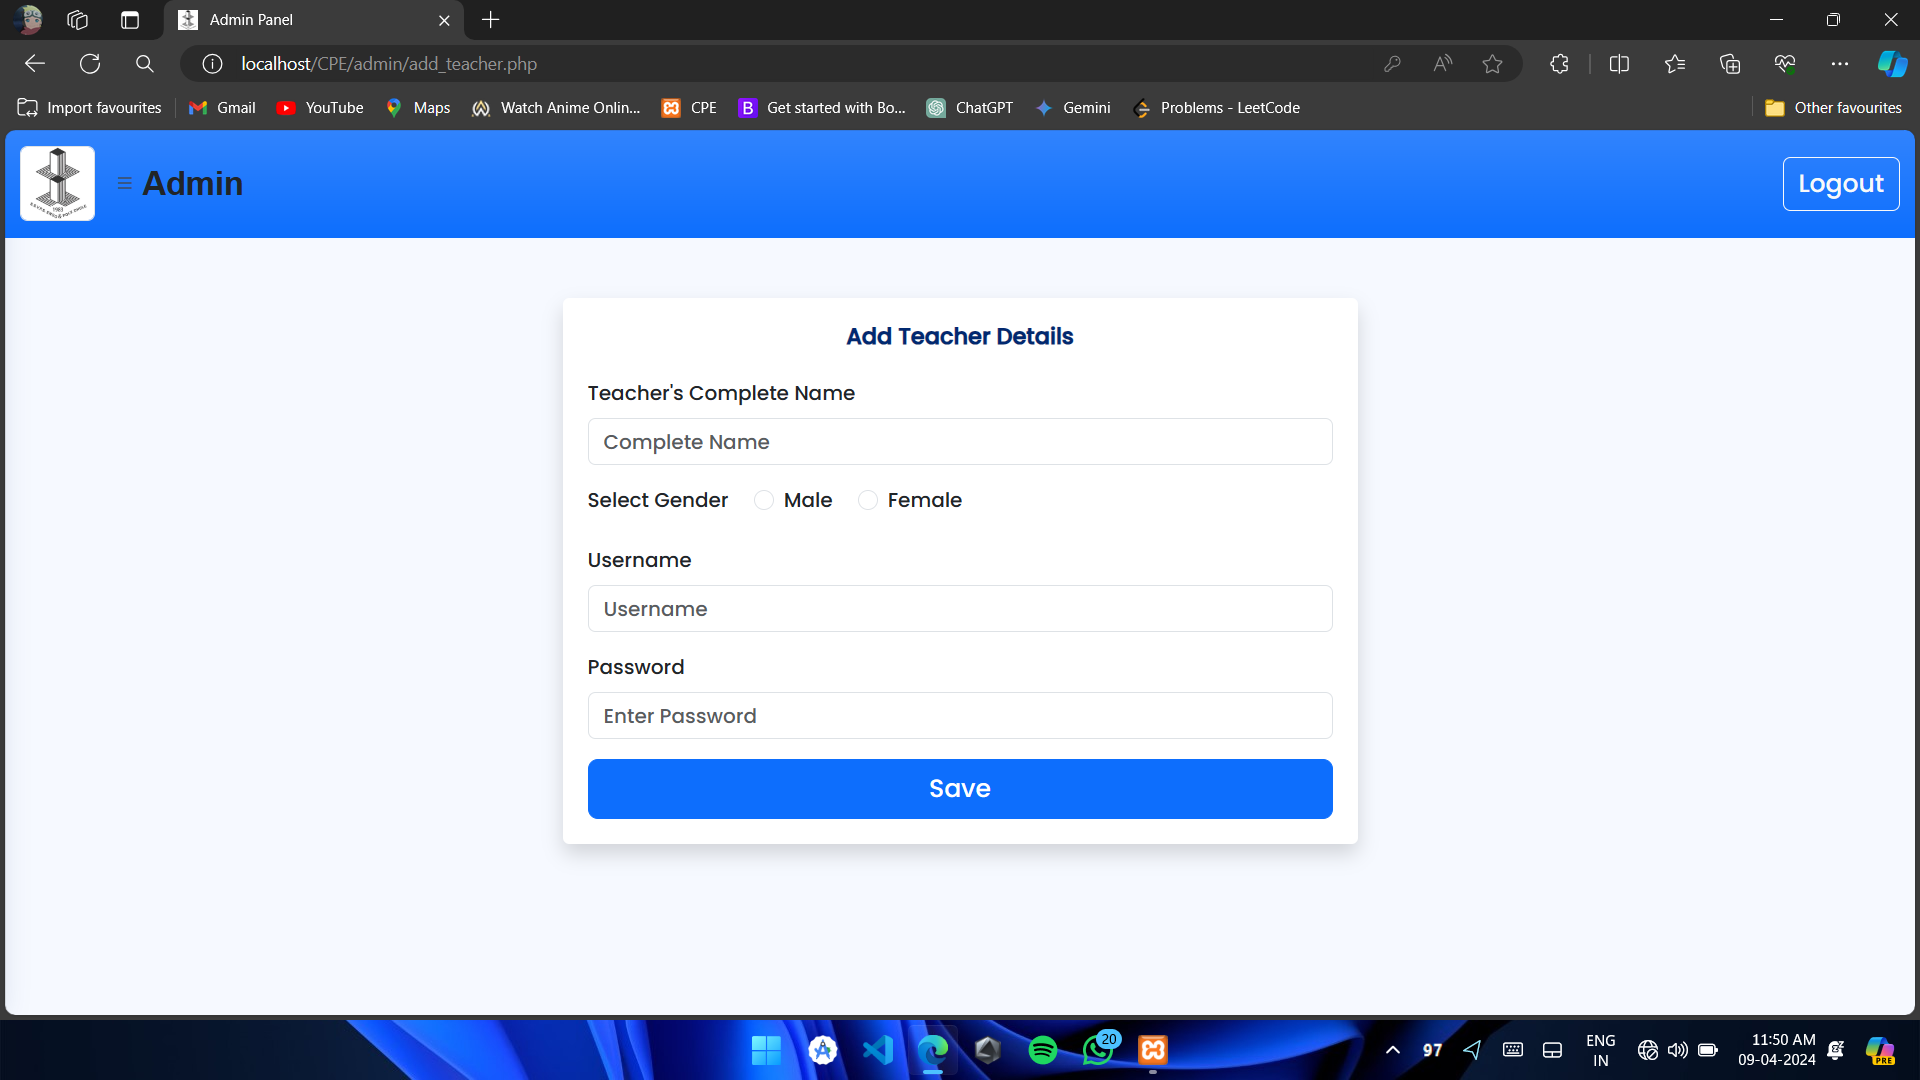 Admin Panel
localhost/CPE/admin/add_teacher.php
Import favourites
Gmail
YouTube
Maps
Watch Anime Onlin...
CPE
Get started with Bo...
ChatGPT
Gemini
Problems - LeetCode
Other favourites
1983
Admin
Logout
Add Teacher Details
Teacher's Complete Name
Complete Name
Select Gender Male Female
Username
Username
Password
Enter Password
Save
20
97
ENG
IN
11:50 AM
09-04-2024
PRE